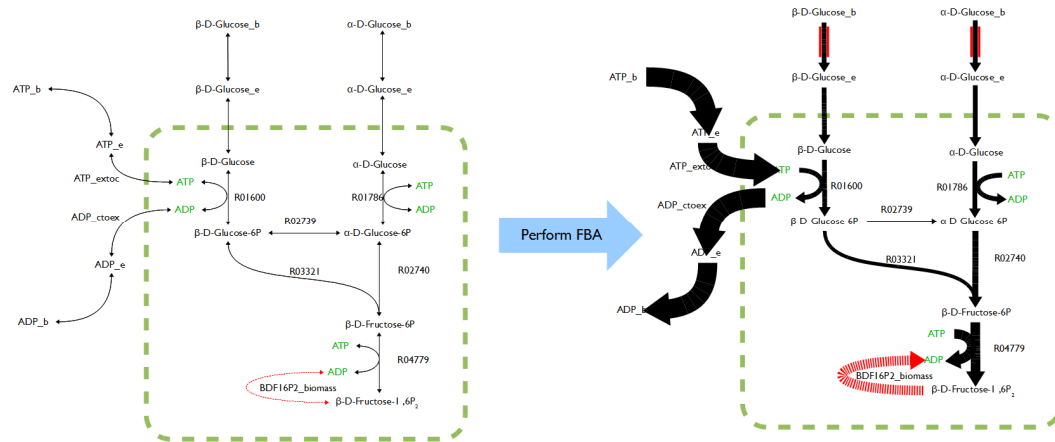 β-D-Glucose_b
α-D-Glucose_b
ATP_b
β-D-Glucose_e
α-D-Glucose_e
ATP_e
β-D-Glucose
α-D-Glucose
ATP_extoc
ATP
ATP
R01600
R01786
ADP
ADP
ADP_ctoex
R02739
β-D-Glucose-6P
α-D-Glucose-6P
ADP_e
R03321
R02740
ADP_b
β-D-Fructose-6P
ATP
R04779
ADP
BDF16P2_biomass
β-D-Fructose-1,6P2
Perform FBA
β-D-Glucose_b
α-D-Glucose_b
ATP_b
β-D-Glucose_e
α-D-Glucose_e
ATP_e
β-D-Glucose
α-D-Glucose
ATP_extoc
ATP
ATP
R01600
R01786
ADP
ADP
ADP_ctoex
R02739
β D Glucose 6P
α D Glucose 6P
ADP_e
R03321
R02740
ADP_b
β-D-Fructose-6P
ATP
R04779
ADP
BDF16P2_biomass
β-D-Fructose-1,6P2